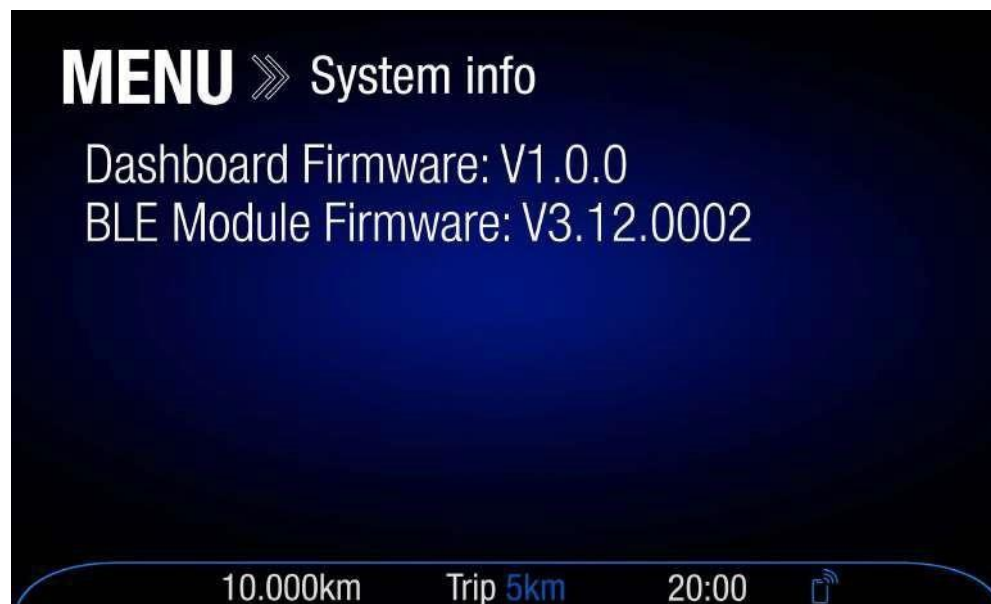 MENU System info
Dashboard Firmware: V1.0.0
BLE Module Firmware: V3.12.0002
10.000km Trip 5km 20:00